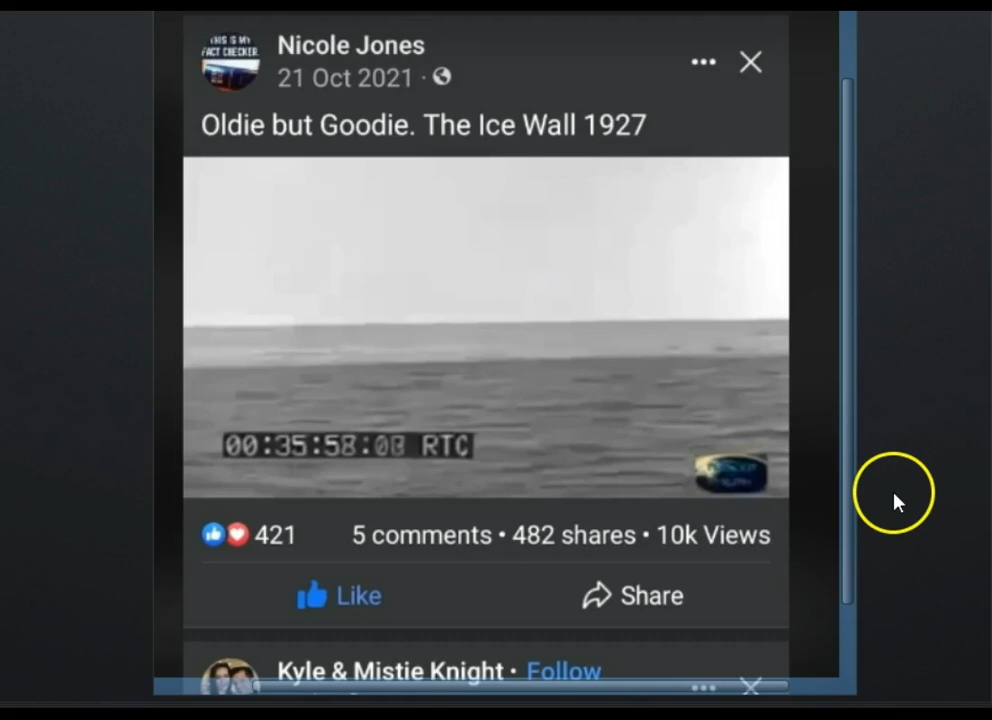 THIS IS MY
FACT CHECKER
Nicole Jones
21 Oct 2021 ·
Oldie but Goodie. The Ice Wall 1927
00:35:58:08 RTC
421
5 comments • 482 shares • 10k Views
Like
Share
Kyle & Mistie Knight · Follow